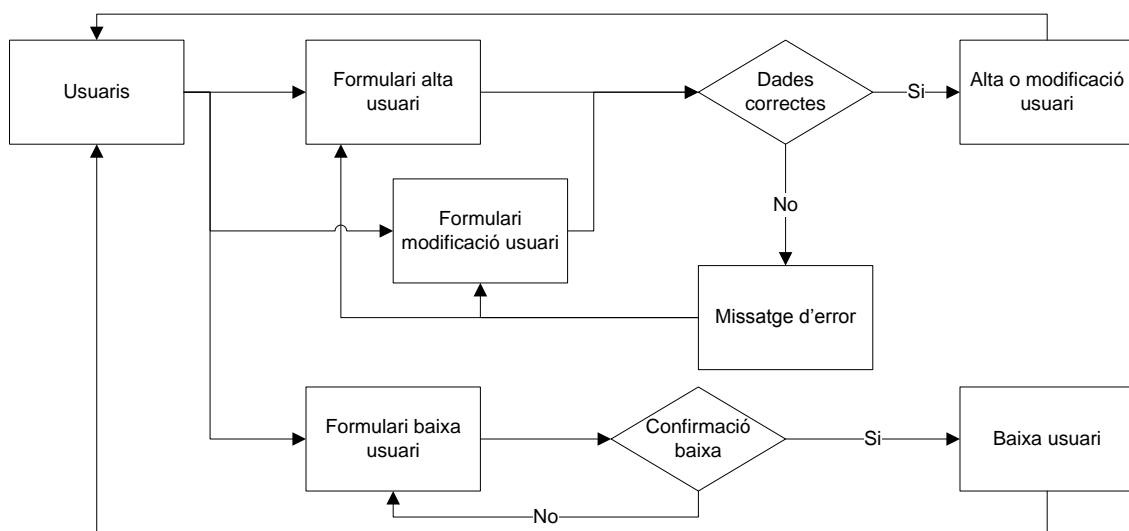 Usuaris
Formulari alta
usuari
Dades
correctes
Si
Alta o modificació
usuari
No
Formulari
modificació usuari
Missatge d’error
Formulari baixa
usuari
Confirmació
baixa
Si
Baixa usuari
No